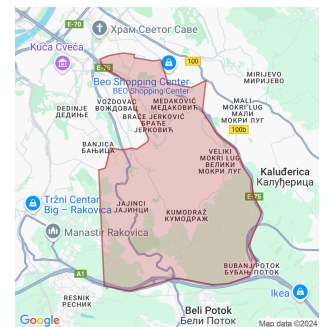 E-70
Храм Светог Саве
Кuća Cveća
100
Beo Shopping Center
BEO Shopping Center
MIRIJEVO
МИРИЈЕВО
VOZDOVAC
ВОЖДОВАЦ
MEDAKOVIĆ
МЕДАКОВИЋ
DEDINJE
ДЕДИЊЕ
MALI
MOKRI LUG
МАЛИ
МОКРИ ЛУГ
BRAĆE JERKOVIĆ
БРАЋЕ
ЈЕРКОВИЋ
100b
BANJICA
БАЊИЦА
VELIKI
MOKRI LUG
ВЕЛИКИ
МОКРИ ЛУГ
Kaluđerica
Калуђерица
E-75
Tržni Centar
Big – Rakovica
JAJINCI
ЈАЈИНЦИ
KUMODRAŽ
КУМОДРАЖ
Manastir Rakovica
BUBANJ POTOK
БУБАЊ ПОТОК
A1
E-75
Ikea
RESNIK
РЕСНИК
Beli Potok
Бели Поток
Google
Map data ©2024